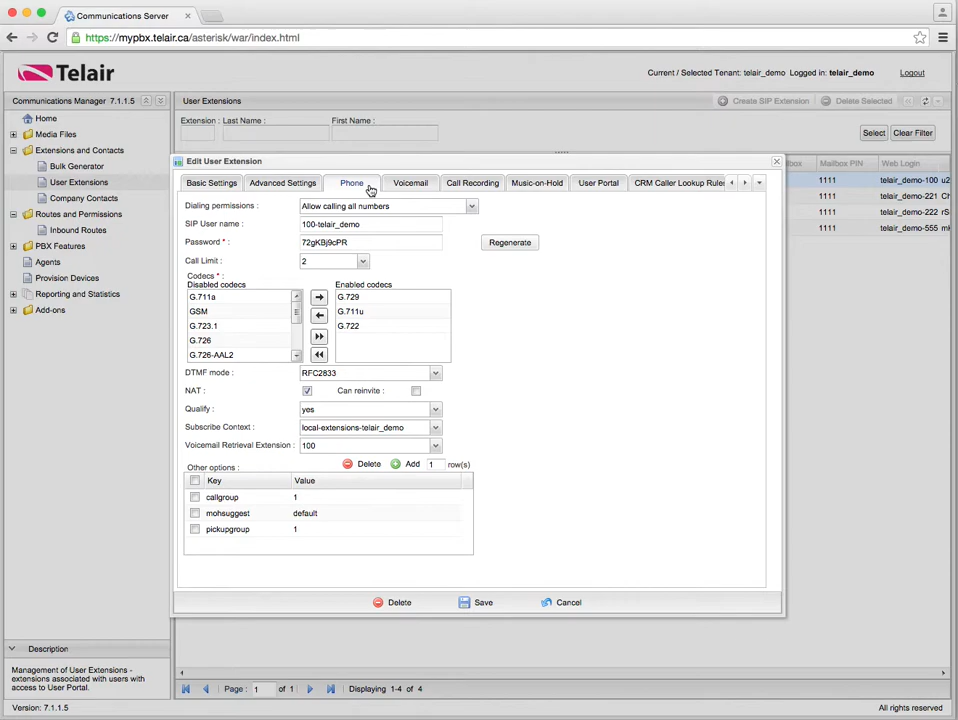 Communications Server
https://mypbx.telair.ca/asterisk/war/index.html
Telair
Current / Selected Tenant: telair_demo Logged in: telair_demo Logout
Communications Manager 7.1.1.5
User Extensions
Create SIP Extension
Delete Selected
Home
Media Files
Extensions and Contacts
Bulk Generator
User Extensions
Company Contacts
Routes and Permissions
Inbound Routes
PBX Features
Agents
Provision Devices
Reporting and Statistics
Add-ons
Extension : Last Name : First Name :
Select Clear Filter
Mailbox PIN Web Login
1111 telair_demo-100
1111 telair_demo-221
1111 telair_demo-222
1111 telair_demo-555
Edit User Extension
Basic Settings Advanced Settings Phone Voicemail Call Recording Music-on-Hold User Portal CRM Caller Lookup Rules
Dialing permissions : Allow calling all numbers
SIP User name : 100-telair_demo
Password * : 72gKBj9cPR Regenerate
Call Limit : 2
Codecs * :
Disabled codecs Enabled codecs
G.711a G.729
GSM G.711u
G.723.1 G.722
G.726
G.726-AAL2
DTMF mode : RFC2833
NAT : Can reinvite :
Qualify : yes
Subscribe Context : local-extensions-telair_demo
Voicemail Retrieval Extension : 100
Other options : Delete Add 1 row(s)
Key Value
callgroup 1
mohsuggest default
pickupgroup 1
Delete Save Cancel
Description
Management of User Extensions -
extensions associated with users with
access to User Portal.
Page : 1 of 1 Displaying 1-4 of 4
Version: 7.1.1.5 All rights reserved